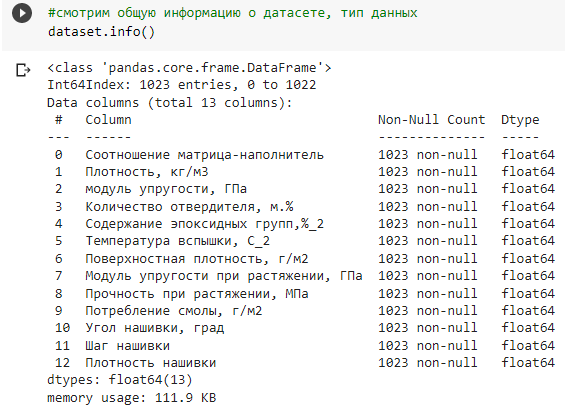 #смотрим общую информацию о датасете, тип данных
dataset.info()
<class 'pandas.core.frame.DataFrame'>
Int64Index: 1023 entries, 0 to 1022
Data columns (total 13 columns):
 #   Column                                Non-Null Count  Dtype
---  ------                                --------------  -----
 0   Соотношение матрица-наполнитель       1023 non-null   float64
 1   Плотность, кг/м3                      1023 non-null   float64
 2   модуль упругости, ГПа                 1023 non-null   float64
 3   Количество отвердителя, м.%           1023 non-null   float64
 4   Содержание эпоксидных групп,%_2       1023 non-null   float64
 5   Температура вспышки, С_2              1023 non-null   float64
 6   Поверхностная плотность, г/м2         1023 non-null   float64
 7   Модуль упругости при растяжении, ГПа  1023 non-null   float64
 8   Прочность при растяжении, МПа         1023 non-null   float64
 9   Потребление смолы, г/м2               1023 non-null   float64
 10  Угол нашивки, град                    1023 non-null   float64
 11  Шаг нашивки                           1023 non-null   float64
 12  Плотность нашивки                     1023 non-null   float64
dtypes: float64(13)
memory usage: 111.9 KB